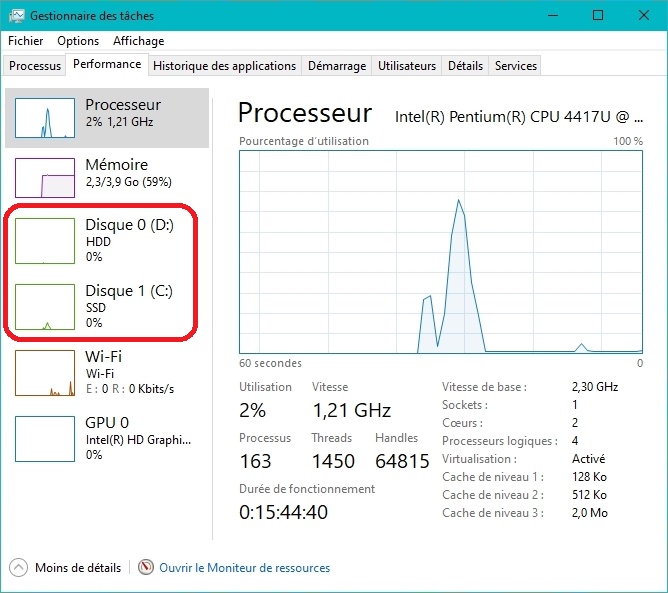 Gestionnaire des tâches
Fichier Options Affichage
Processus Performance Historique des applications Démarrage Utilisateurs Détails Services
Processeur
2% 1,21 GHz
Mémoire
2,3/3,9 Go (59%)
Disque 0 (D:)
HDD
0%
Disque 1 (C:)
SSD
0%
Wi-Fi
Wi-Fi
E : 0 R : 0 Kbits/s
GPU 0
Intel(R) HD Graphi...
0%
Processeur Intel(R) Pentium(R) CPU 4417U @ ...
Pourcentage d'utilisation 100 %
60 secondes 0
Utilisation Vitesse
2% 1,21 GHz
Processus Threads Handles
163 1450 64815
Durée de fonctionnement
0:15:44:40
Vitesse de base : 2,30 GHz
Sockets : 1
Cœurs : 2
Processeurs logiques : 4
Virtualisation : Activé
Cache de niveau 1 : 128 Ko
Cache de niveau 2 : 512 Ko
Cache de niveau 3 : 2,0 Mo
Moins de détails Ouvrir le Moniteur de ressources